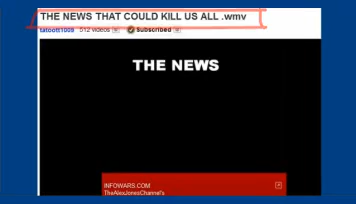 THE NEWS THAT COULD KILL US ALL .wmv
512 videos Subscribed
THE NEWS
INFOWARS.COM
TheAlexJonesChannel's